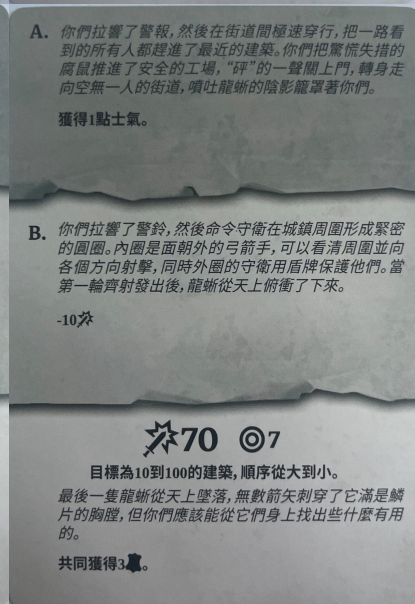 A. 你們拉響了警報，然後在街道間極速穿行，把一路看
到的所有人都趕進了最近的建築。你們把驚慌失措的
腐鼠推進了安全的工場，“砰”的一聲關上門，轉身走
向空無一人的街道，噴吐龍蜥的陰影籠罩著你們。
獲得1點士氣。
B. 你們拉響了警鈴，然後命令守衛在城鎮周圍形成緊密
的圓圈。內圈是面朝外的弓箭手，可以看清周圍並向
各個方向射擊，同時外圈的守衛用盾牌保護他們。當
第一輪齊射發出後，龍蜥從天上俯衝了下來。
-10
70 7
目標為10到100的建築，順序從大到小。
最後一隻龍蜥從天上墜落，無數箭矢刺穿了它滿是鱗
片的胸膛，但你們應該能從它們身上找出些什麼有用
的。
共同獲得3。